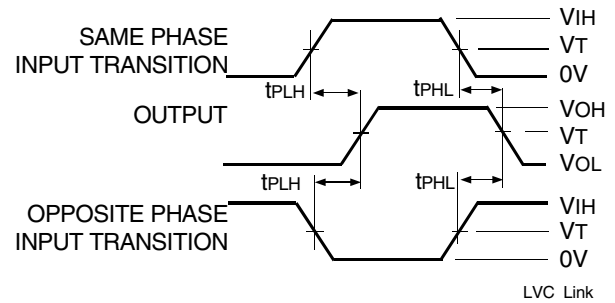 SAME PHASE
INPUT TRANSITION
VIH
VT
0V
tPLH
tPHL
OUTPUT
VOH
VT
VOL
tPLH
tPHL
OPPOSITE PHASE
INPUT TRANSITION
VIH
VT
0V
LVC Link